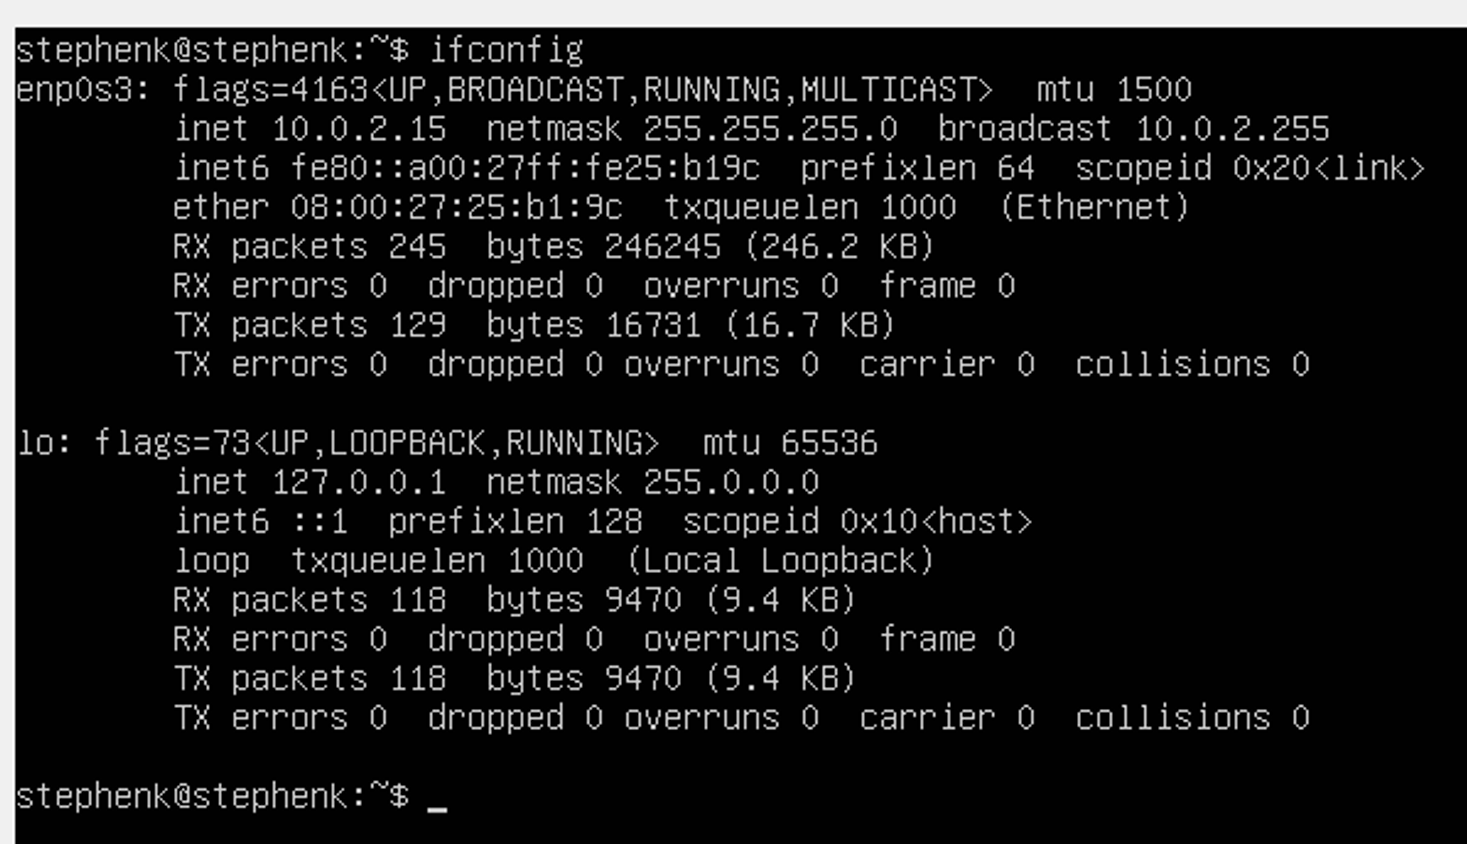 stephenk@stephenk:~$ ifconfig
enp0s3: flags=4163<UP,BROADCAST,RUNNING,MULTICAST>  mtu 1500
        inet 10.0.2.15  netmask 255.255.255.0  broadcast 10.0.2.255
        inet6 fe80::a00:27ff:fe25:b19c  prefixlen 64  scopeid 0x20<link>
        ether 08:00:27:25:b1:9c  txqueuelen 1000  (Ethernet)
        RX packets 245  bytes 246245 (246.2 KB)
        RX errors 0  dropped 0  overruns 0  frame 0
        TX packets 129  bytes 16731 (16.7 KB)
        TX errors 0  dropped 0 overruns 0  carrier 0  collisions 0

lo: flags=73<UP,LOOPBACK,RUNNING>  mtu 65536
        inet 127.0.0.1  netmask 255.0.0.0
        inet6 ::1  prefixlen 128  scopeid 0x10<host>
        loop  txqueuelen 1000  (Local Loopback)
        RX packets 118  bytes 9470 (9.4 KB)
        RX errors 0  dropped 0  overruns 0  frame 0
        TX packets 118  bytes 9470 (9.4 KB)
        TX errors 0  dropped 0 overruns 0  carrier 0  collisions 0

stephenk@stephenk:~$ _